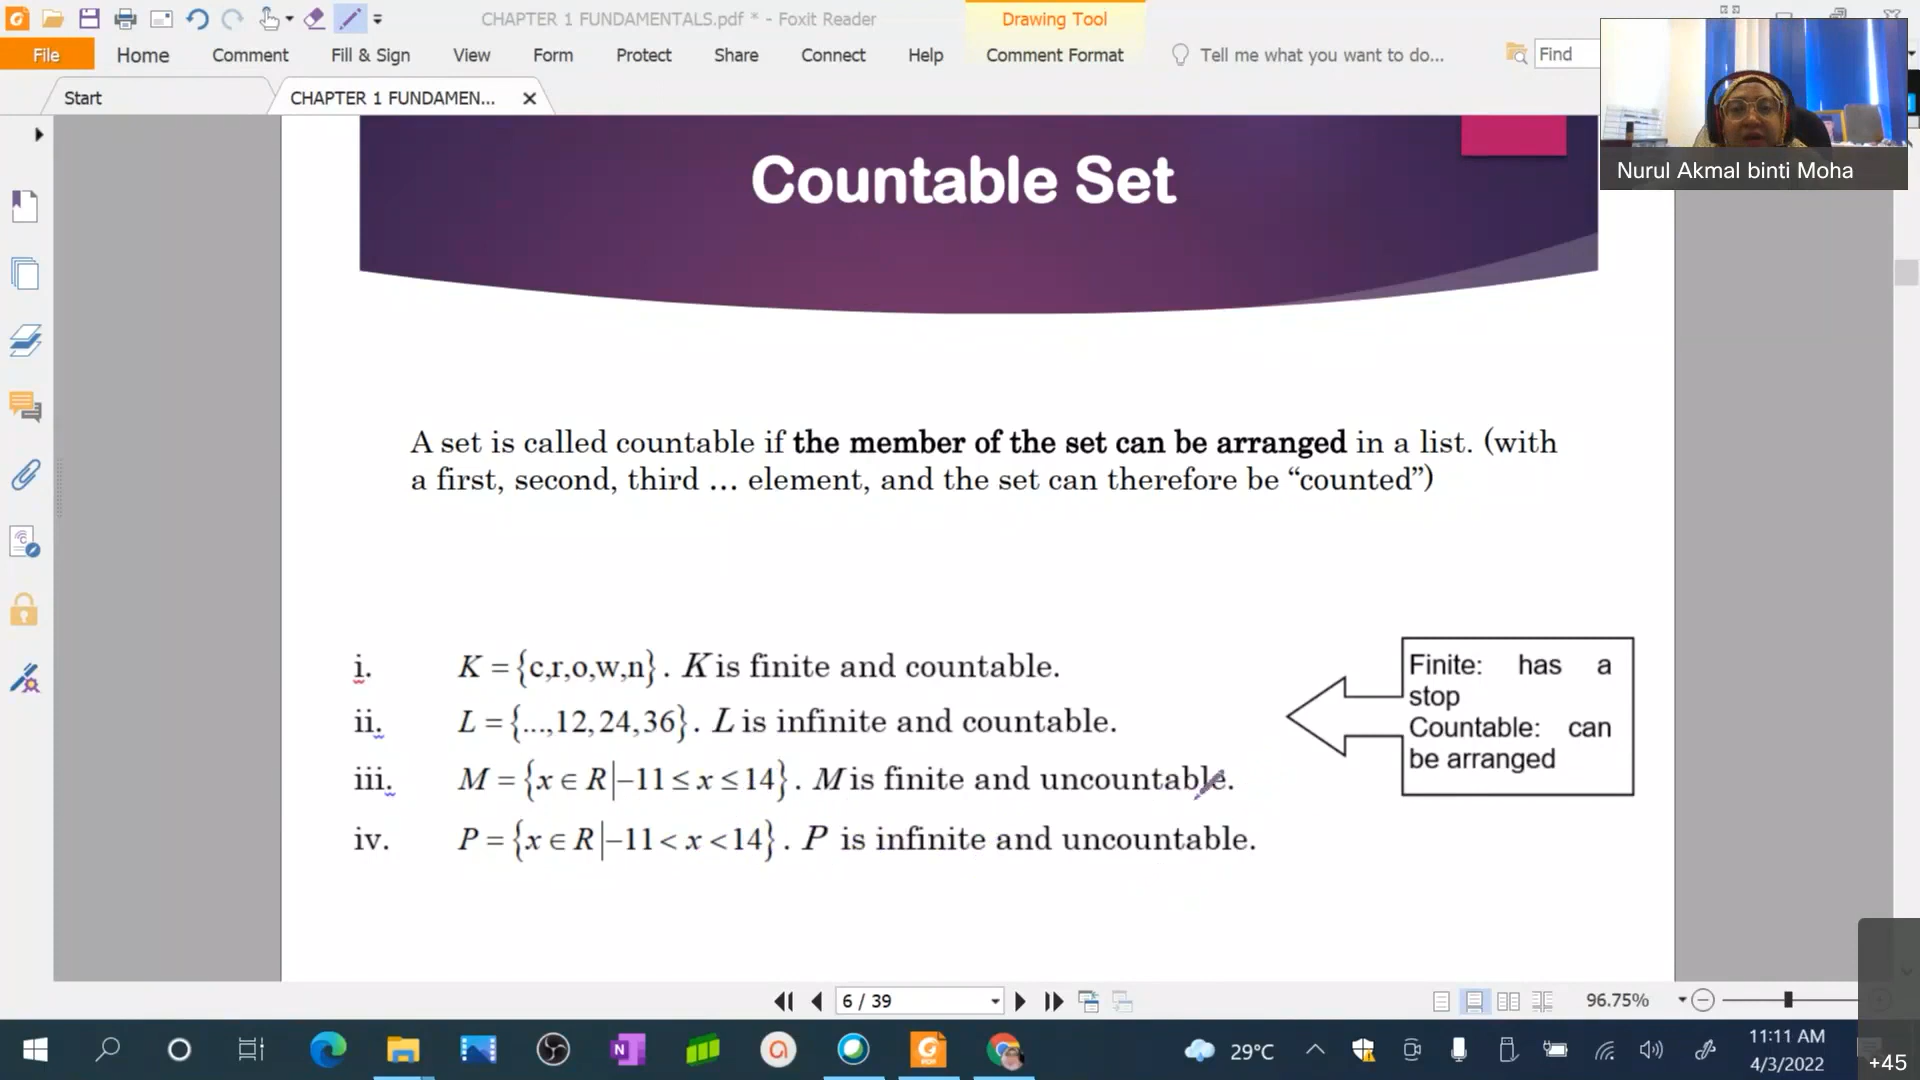 CHAPTER 1 FUNDAMENTALS.pdf * - Foxit Reader
Drawing Tool
File
Home
Comment
Fill & Sign
View
Form
Protect
Share
Connect
Help
Comment Format
Tell me what you want to do...
Find
Start
CHAPTER 1 FUNDAMEN...
Nurul Akmal binti Moha
Countable Set
A set is called countable if the member of the set can be arranged in a list. (with
a first, second, third … element, and the set can therefore be “counted”)
i. K = {c,r,o,w,n}. K is finite and countable.
ii. L = {...,12,24,36}. L is infinite and countable.
iii. M = {x ∈ R|−11 ≤ x ≤ 14}. M is finite and uncountable.
iv. P = {x ∈ R|−11 < x < 14}. P is infinite and uncountable.
Finite: has a
stop
Countable: can
be arranged
6 / 39
96.75%
29°C
11:11 AM
4/3/2022
+45